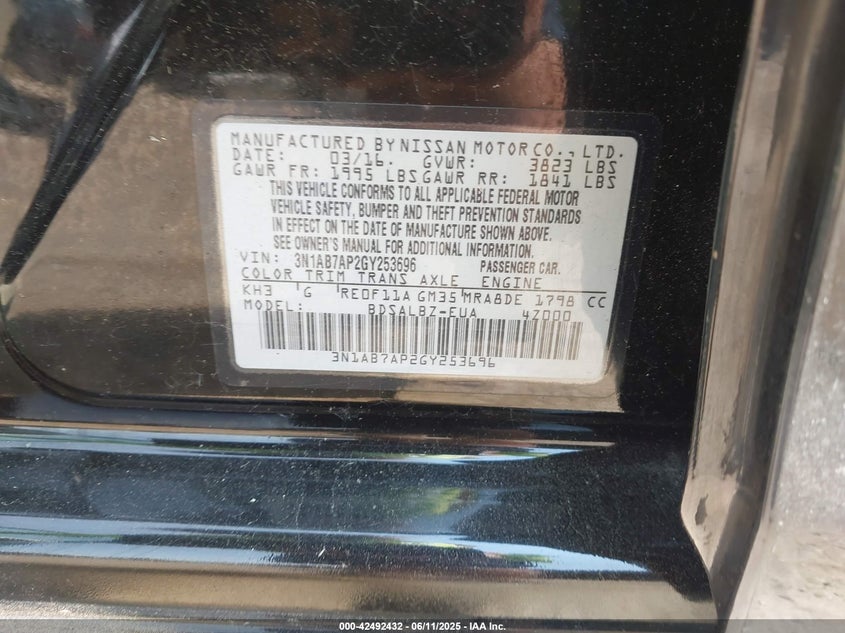 MANUFACTURED BY NISSAN MOTOR CO., LTD.
DATE: 03/16. GVWR: 3823 LBS
GAWR FR: 1995 LBS GAWR RR: 1841 LBS
THIS VEHICLE CONFORMS TO ALL APPLICABLE FEDERAL MOTOR
VEHICLE SAFETY, BUMPER AND THEFT PREVENTION STANDARDS
IN EFFECT ON THE DATE OF MANUFACTURE SHOWN ABOVE.
SEE OWNER'S MANUAL FOR ADDITIONAL INFORMATION.
VIN: 3N1AB7AP2GY253696 PASSENGER CAR.
COLOR TRIM TRANS AXLE ENGINE
KH3 G RE0F11A GM35 MRA8DE 1798 CC
MODEL: BDSALBZ-EUA 4Z000
3N1AB7AP2GY253696
000-42492432 - 06/11/2025 - IAA Inc.